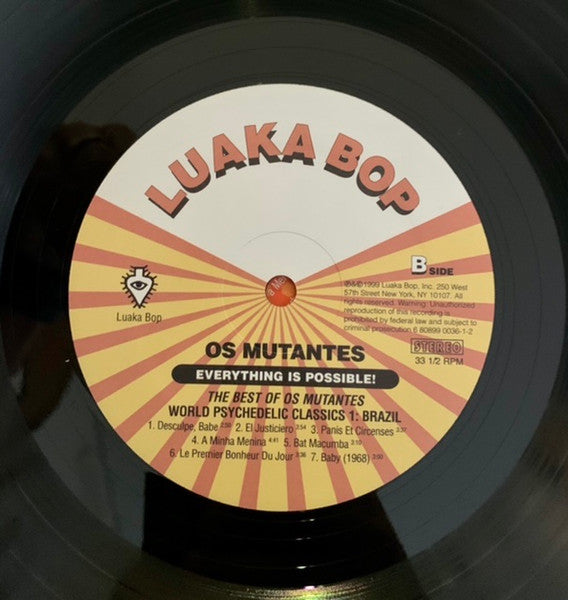 LUAKA BOP
B SIDE
℗&© 1999 Luaka Bop, Inc. 250 West
57th Street New York, NY 10107. All
rights reserved. Warning: Unauthorized
reproduction of this recording is
prohibited by federal law and subject to
criminal prosecution 6 80899 0036-1-2
Luaka Bop
STEREO
33 1/2 RPM
OS MUTANTES
EVERYTHING IS POSSIBLE!
THE BEST OF OS MUTANTES
WORLD PSYCHEDELIC CLASSICS 1: BRAZIL
1. Desculpe, Babe 2:50 2. El Justiciero 3:54 3. Panis Et Circenses 3:37
4. A Minha Menina 4:41 5. Bat Macumba 3:10
6. Le Premier Bonheur Du Jour 3:36 7. Baby (1968) 3:00